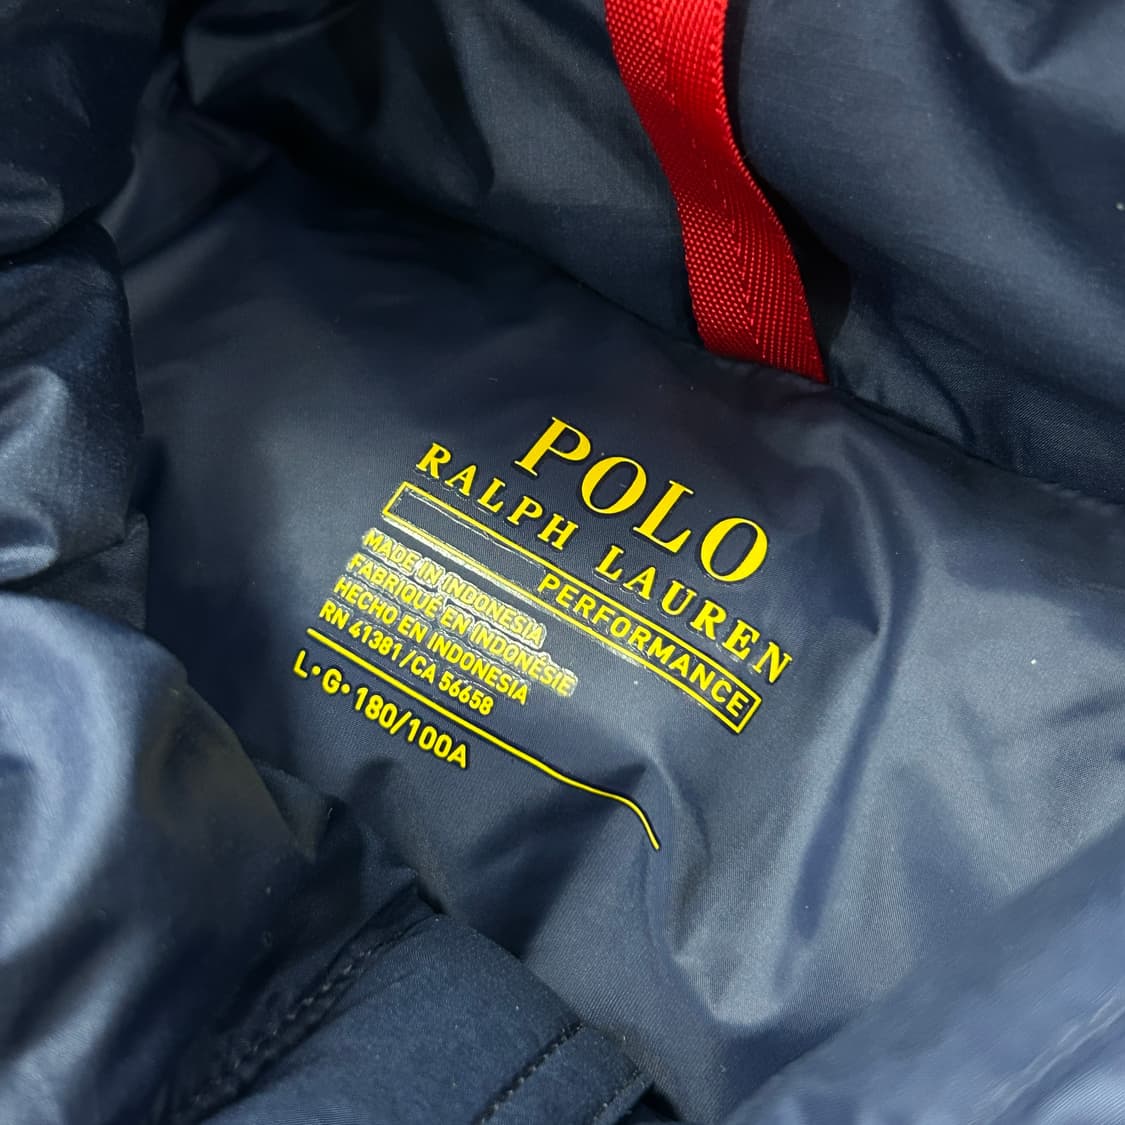 POLO
RALPH LAUREN
PERFORMANCE
MADE IN INDONESIA
FABRIQUÉ EN INDONÉSIE
HECHO EN INDONESIA
RN 41381/CA 56658
L•G•180/100A